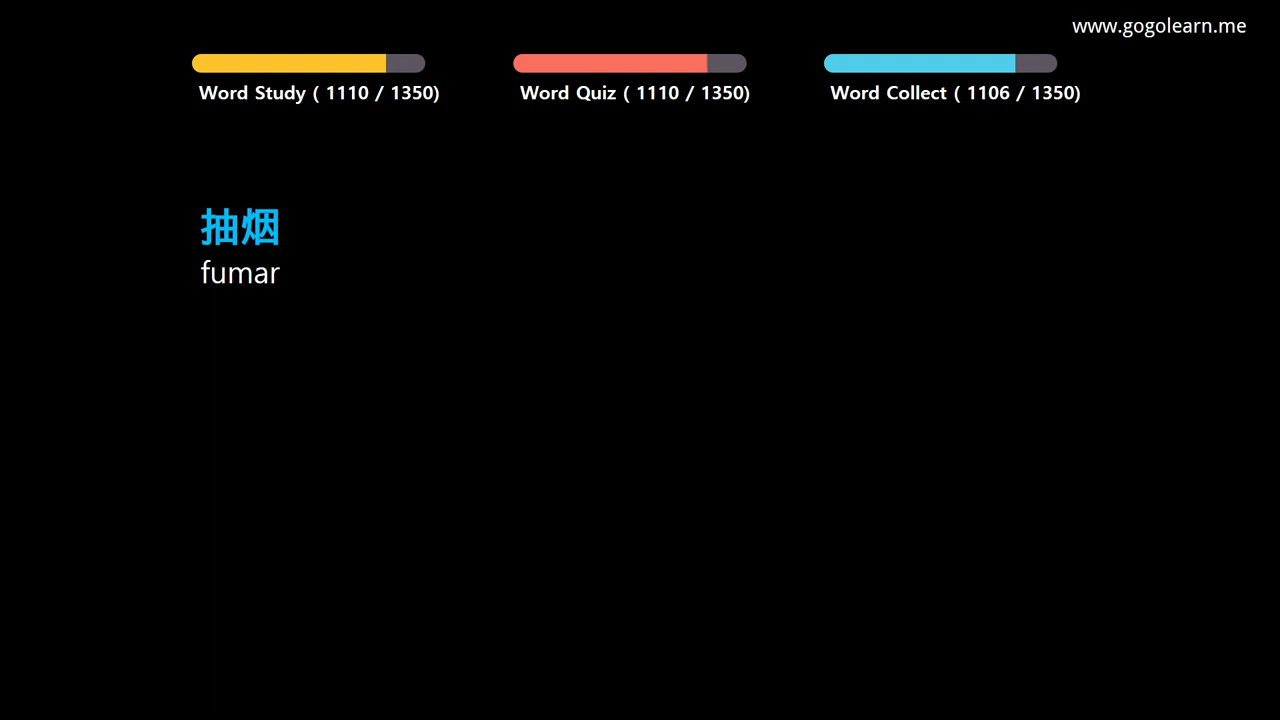 www.gogolearn.me
Word Study ( 1110 / 1350)
Word Quiz ( 1110 / 1350)
Word Collect ( 1106 / 1350)
抽烟
fumar